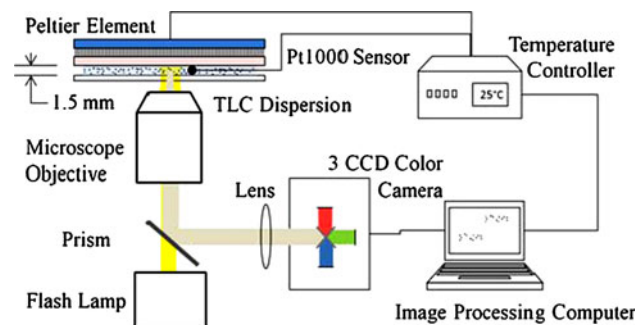 Peltier Element
Pt1000 Sensor
Temperature
Controller
25°C
1.5 mm
TLC Dispersion
Microscope
Objective
3 CCD Color
Camera
Lens
Prism
Flash Lamp
Image Processing Computer